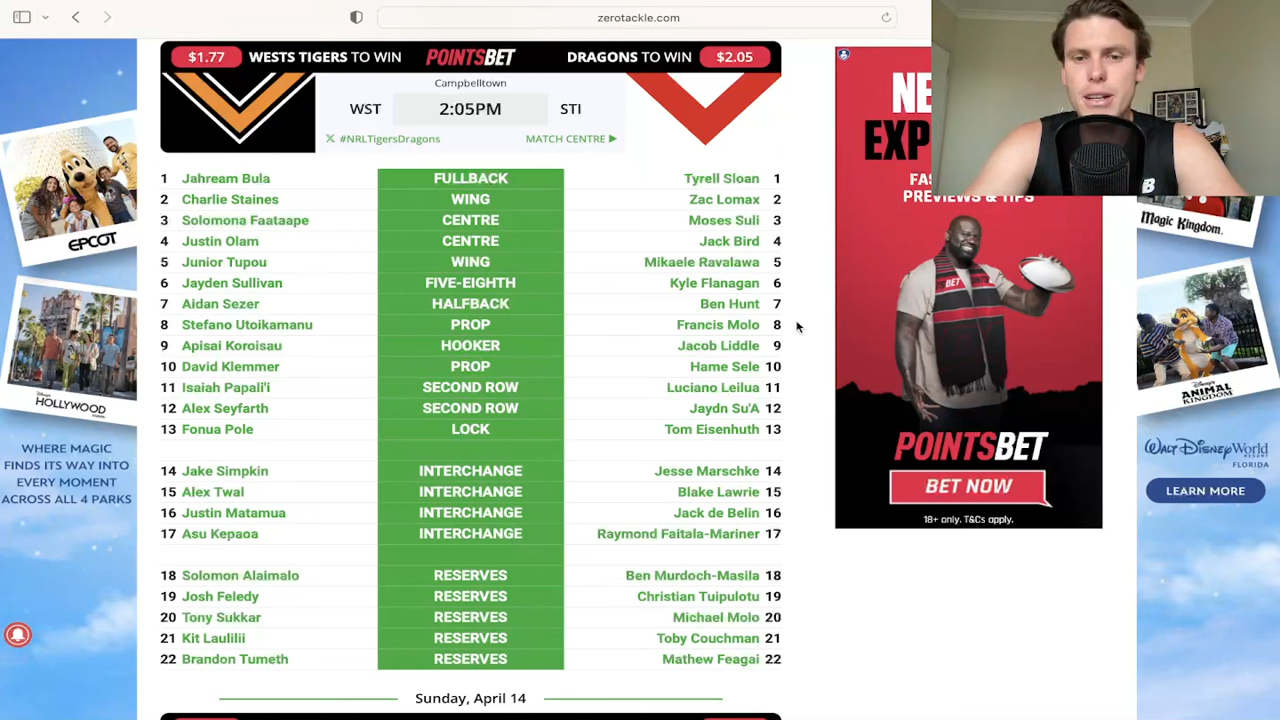 zerotackle.com
$1.77 WESTS TIGERS TO WIN POINTSBET DRAGONS TO WIN $2.05
Campbelltown
WST 2:05PM STI
#NRLTigersDragons MATCH CENTRE
1 Jahream Bula FULLBACK Tyrell Sloan 1
2 Charlie Staines WING Zac Lomax 2
3 Solomona Faataape CENTRE Moses Suli 3
4 Justin Olam CENTRE Jack Bird 4
5 Junior Tupou WING Mikaele Ravalawa 5
6 Jayden Sullivan FIVE-EIGHTH Kyle Flanagan 6
7 Aidan Sezer HALFBACK Ben Hunt 7
8 Stefano Utoikamanu PROP Francis Molo 8
9 Apisai Koroisau HOOKER Jacob Liddle 9
10 David Klemmer PROP Hame Sele 10
11 Isaiah Papali'i SECOND ROW Luciano Leilua 11
12 Alex Seyfarth SECOND ROW Jaydn Su'A 12
13 Fonua Pole LOCK Tom Eisenhuth 13
14 Jake Simpkin INTERCHANGE Jesse Marschke 14
15 Alex Twal INTERCHANGE Blake Lawrie 15
16 Justin Matamua INTERCHANGE Jack de Belin 16
17 Asu Kepaoa INTERCHANGE Raymond Faitala-Mariner 17
18 Solomon Alaimalo RESERVES Ben Murdoch-Masila 18
19 Josh Feledy RESERVES Christian Tuipulotu 19
20 Tony Sukkar RESERVES Michael Molo 20
21 Kit Laulilii RESERVES Toby Couchman 21
22 Brandon Tumeth RESERVES Mathew Feagai 22
Sunday, April 14
EPCOT
Disney's
HOLLYWOOD
WHERE MAGIC
FINDS ITS WAY INTO
EVERY MOMENT
ACROSS ALL 4 PARKS
NE
EXP
FA
PREVIEWS & TIPS
BET
POINTSBET
BET NOW
18+ only. T&Cs apply.
Magic Kingdom
Disney's
ANIMAL
KINGDOM
WALT DISNEY World
RESORT
FLORIDA
LEARN MORE